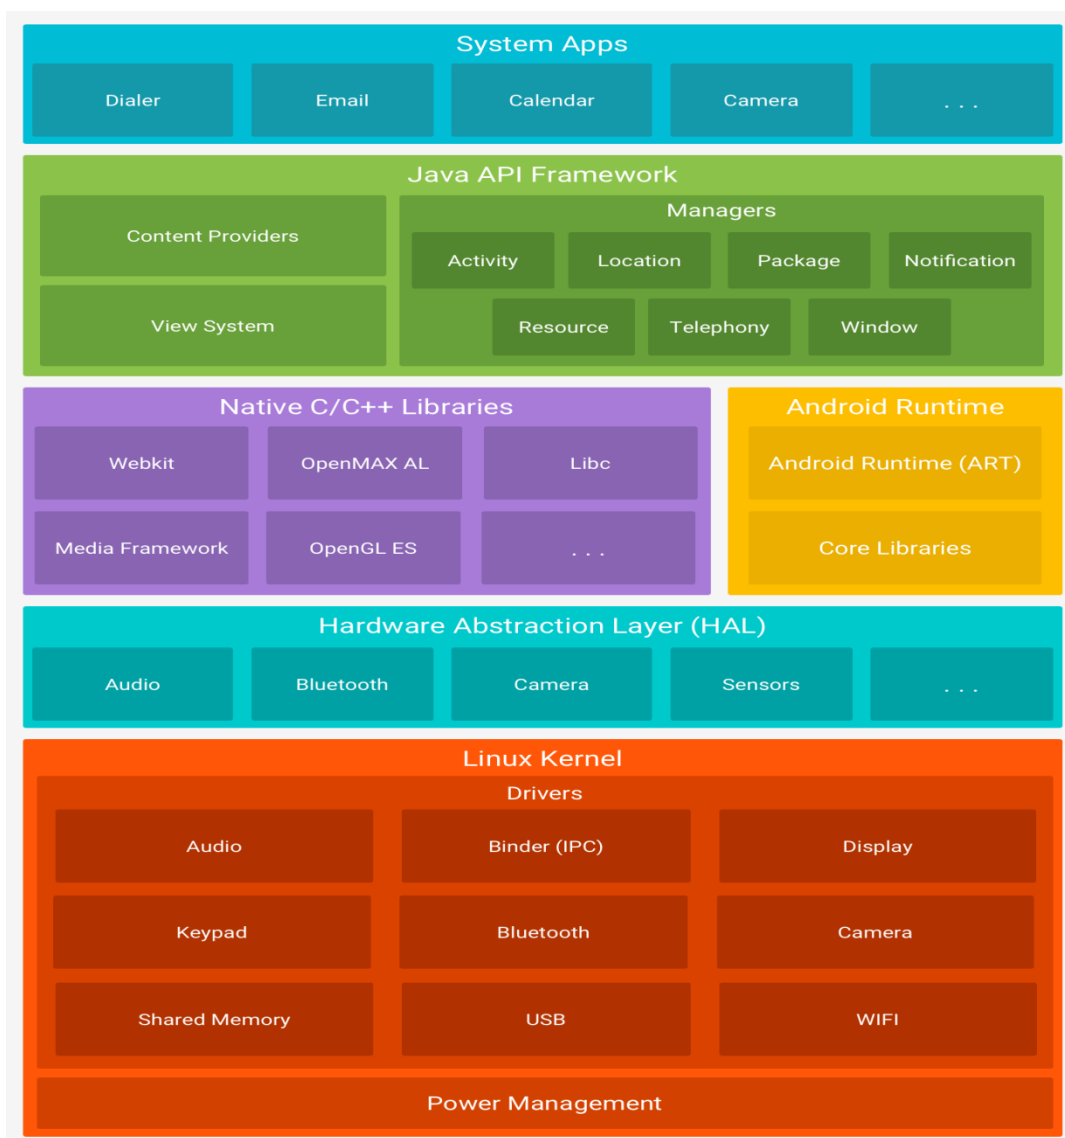 System Apps
Dialer
Email
Calendar
Camera
. . .
Java API Framework
Content Providers
View System
Managers
Activity
Location
Package
Notification
Resource
Telephony
Window
Native C/C++ Libraries
Webkit
OpenMAX AL
Libc
Media Framework
OpenGL ES
. . .
Android Runtime
Android Runtime (ART)
Core Libraries
Hardware Abstraction Layer (HAL)
Audio
Bluetooth
Camera
Sensors
. . .
Linux Kernel
Drivers
Audio
Binder (IPC)
Display
Keypad
Bluetooth
Camera
Shared Memory
USB
WIFI
Power Management